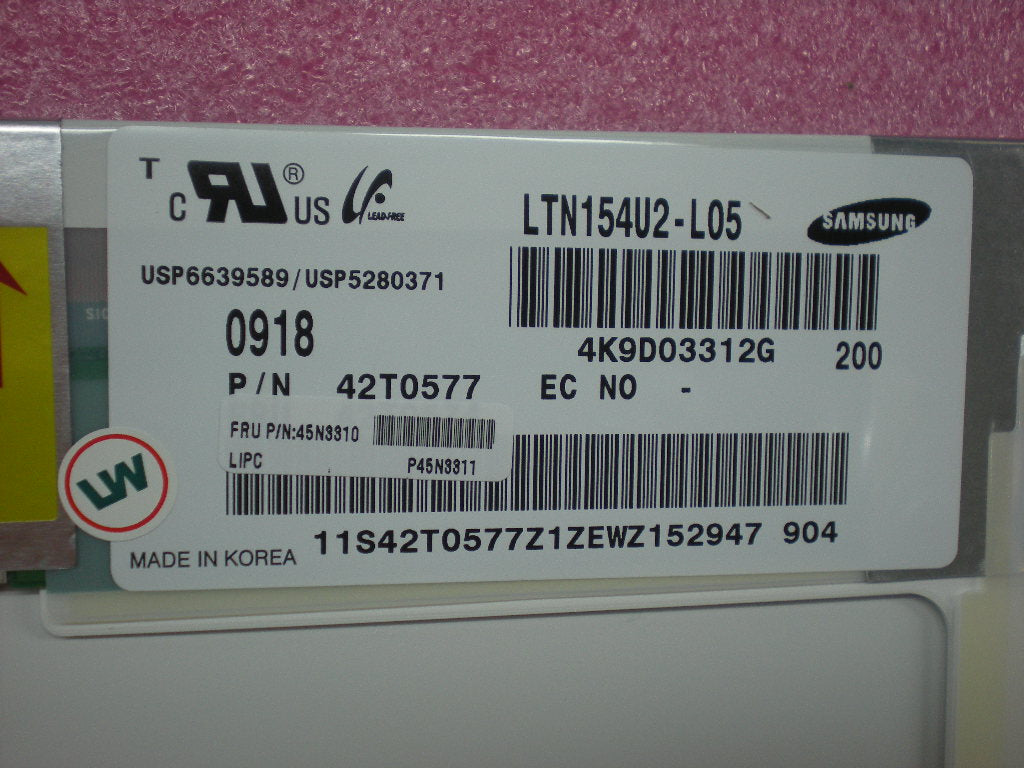 T
C RU ® US LEAD-FREE
LTN154U2-L05 SAMSUNG
USP6639589/USP5280371
0918
4K9D03312G 200
P/N 42T0577 EC NO -
FRU P/N:45N3310
LIPC P45N3311
LW
11S42T0577Z1ZEWZ152947 904
MADE IN KOREA